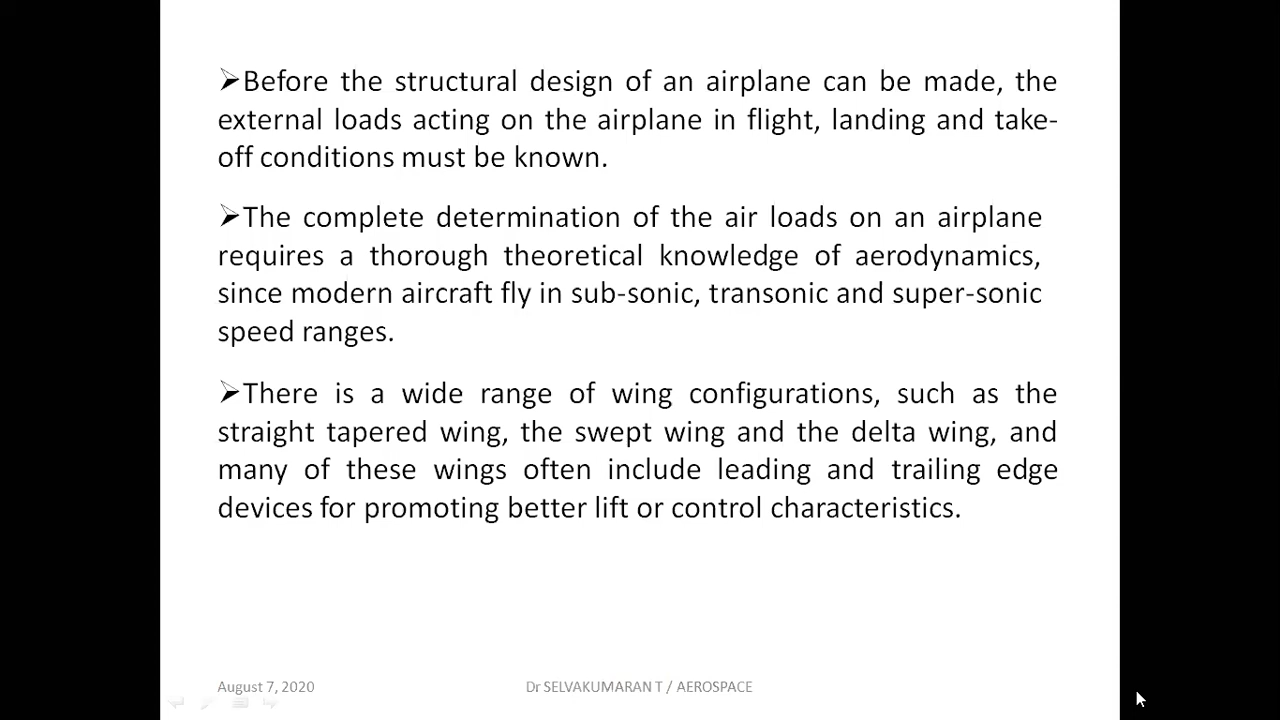 ➢Before the structural design of an airplane can be made, the
external loads acting on the airplane in flight, landing and take-
off conditions must be known.
➢The complete determination of the air loads on an airplane
requires a thorough theoretical knowledge of aerodynamics,
since modern aircraft fly in sub-sonic, transonic and super-sonic
speed ranges.
➢There is a wide range of wing configurations, such as the
straight tapered wing, the swept wing and the delta wing, and
many of these wings often include leading and trailing edge
devices for promoting better lift or control characteristics.
August 7, 2020
Dr SELVAKUMARAN T / AEROSPACE